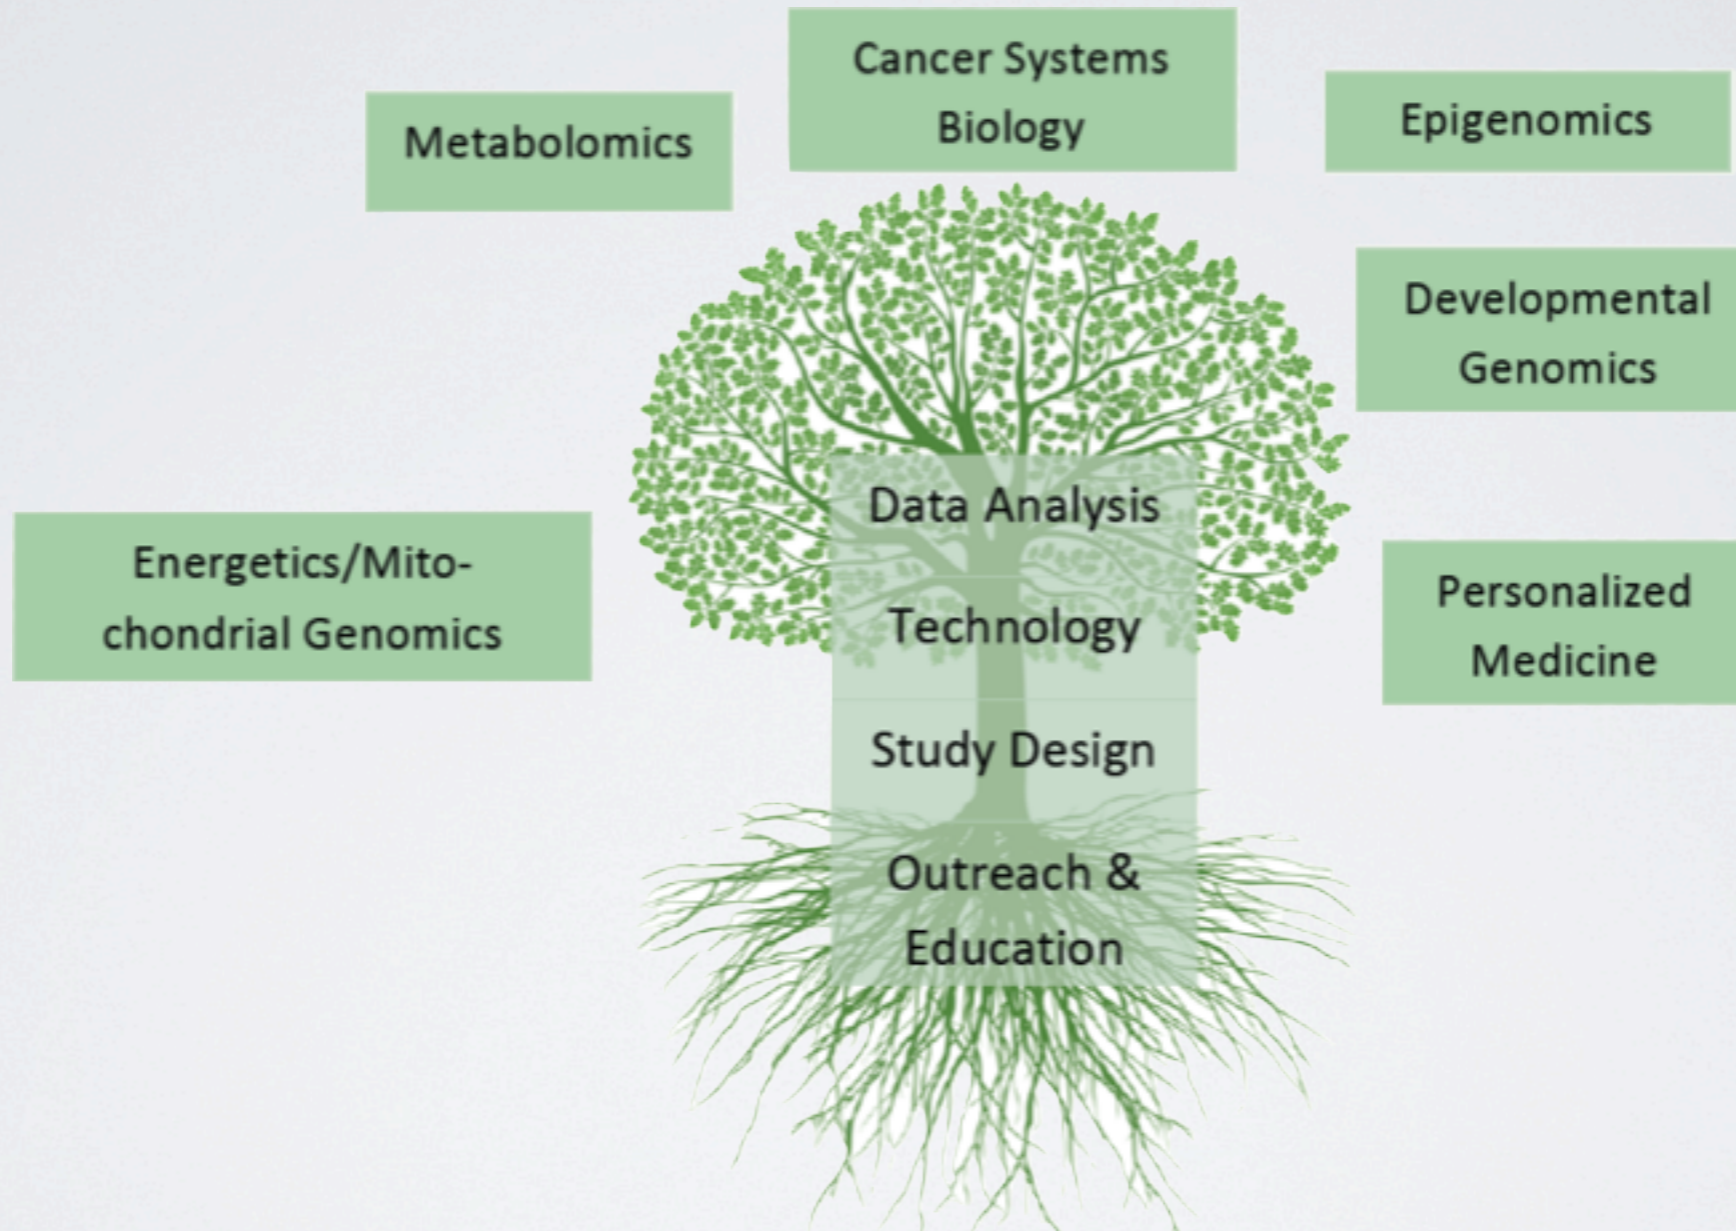 Cancer Systems
Biology
Metabolomics
Epigenomics
Developmental
Genomics
Data Analysis
Energetics/Mito-
chondrial Genomics
Technology
Personalized
Medicine
Study Design
Outreach &
Education